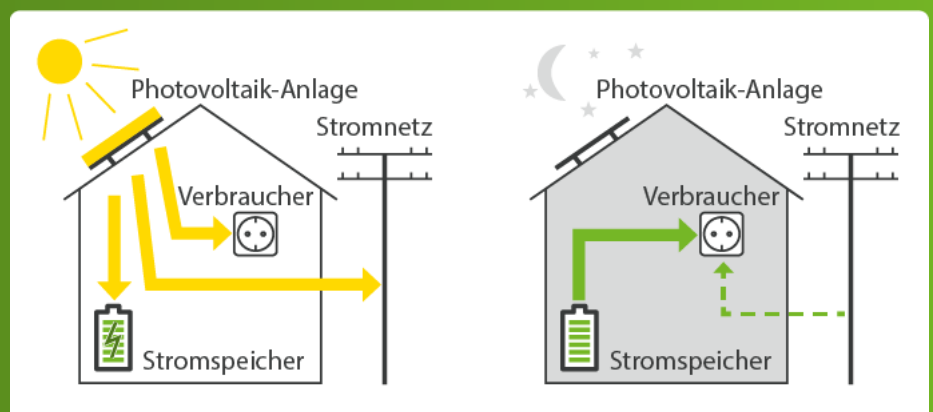 Photovoltaik-Anlage
Stromnetz
Verbraucher
Stromspeicher
Photovoltaik-Anlage
Stromnetz
Verbraucher
Stromspeicher